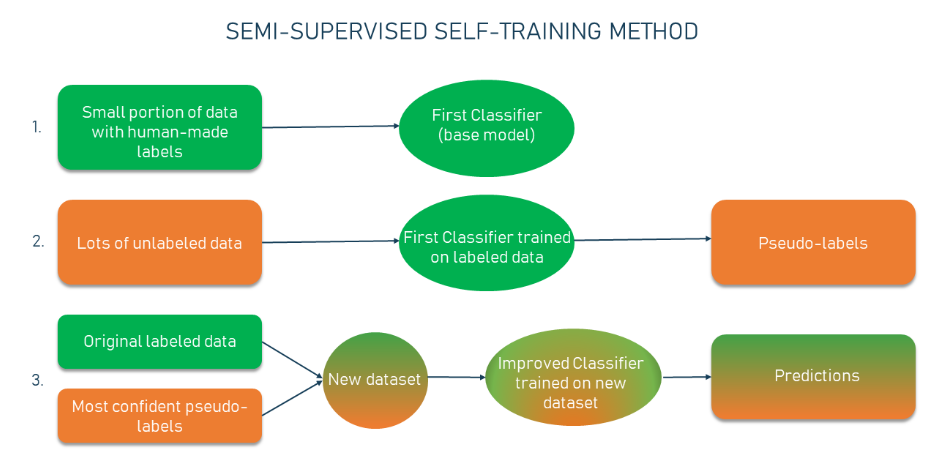 SEMI-SUPERVISED SELF-TRAINING METHOD
1.
Small portion of data
with human-made
labels
First Classifier
(base model)
2.
Lots of unlabeled data
First Classifier trained
on labeled data
Pseudo-labels
3.
Original labeled data
Most confident pseudo-
labels
New dataset
Improved Classifier
trained on new
dataset
Predictions